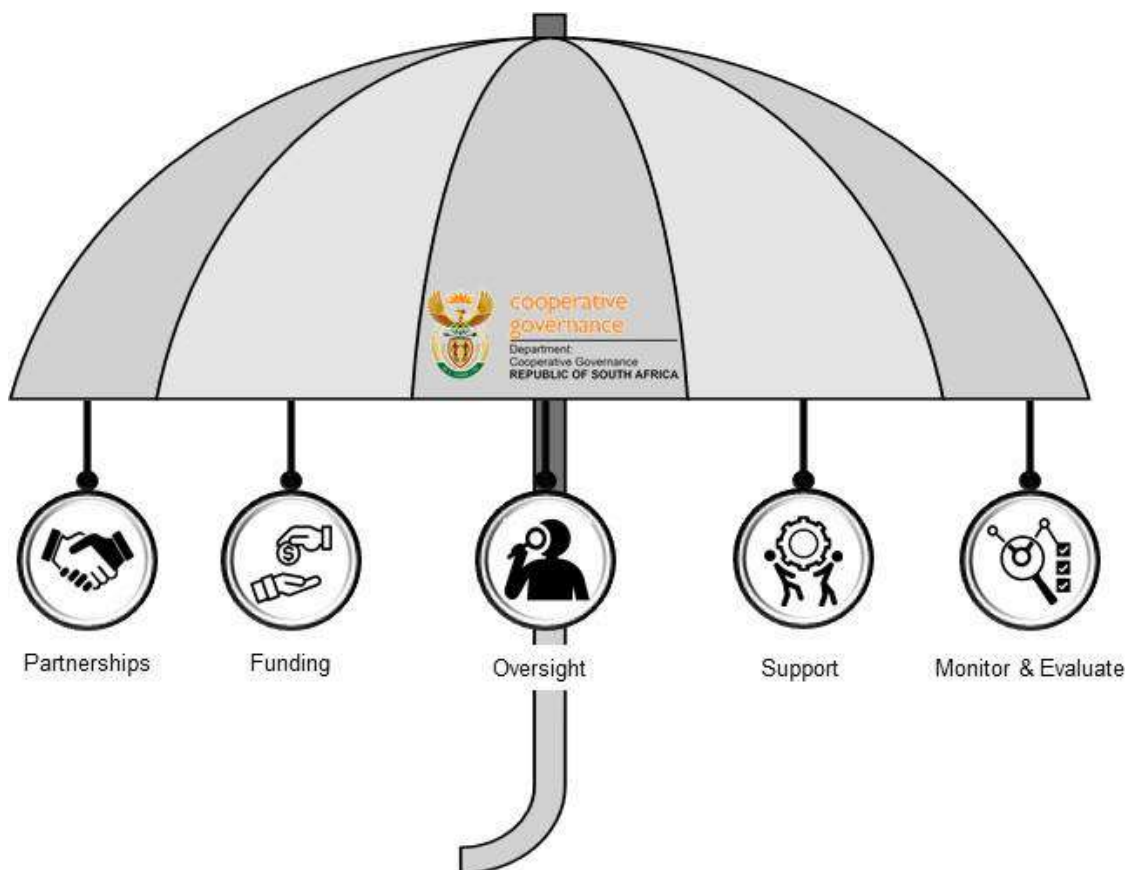 cooperative
governance
Department:
Cooperative Governance
REPUBLIC OF SOUTH AFRICA
Partnerships
Funding
Oversight
Support
Monitor & Evaluate